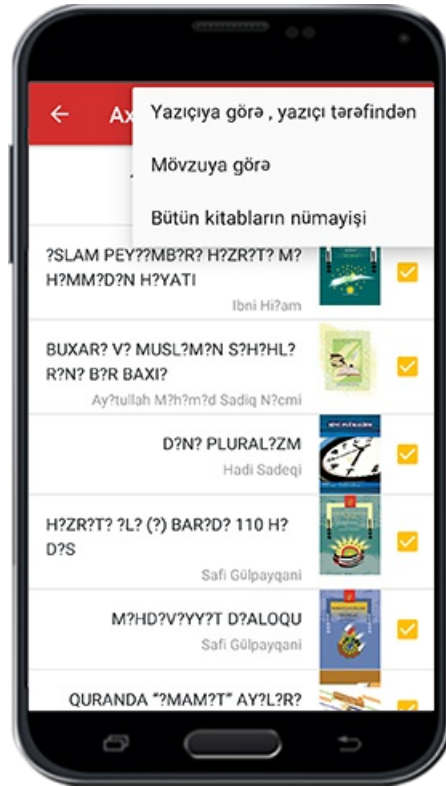 Ax
Yazıçıya görə , yazıçı tərəfindən
Mövzuya görə
Bütün kitabların nümayişi
?SLAM PEY??MB?R? H?ZR?T? M?
H?MM?D?N H?YATI
Ibni Hi?am
BUXAR? V? MUSL?M?N S?H?HL?
R?N? B?R BAXI?
Ay?tullah M?h?m?d Sadiq N?cmi
D?N? PLURAL?ZM
Hadi Sadeqi
H?ZR?T? ?L? (?) BAR?D? 110 H?
D?S
Safi Gülpayqani
M?HD?V?YY?T D?ALOQU
Safi Gülpayqani
QURANDA “?MAM?T” AY?L?R?